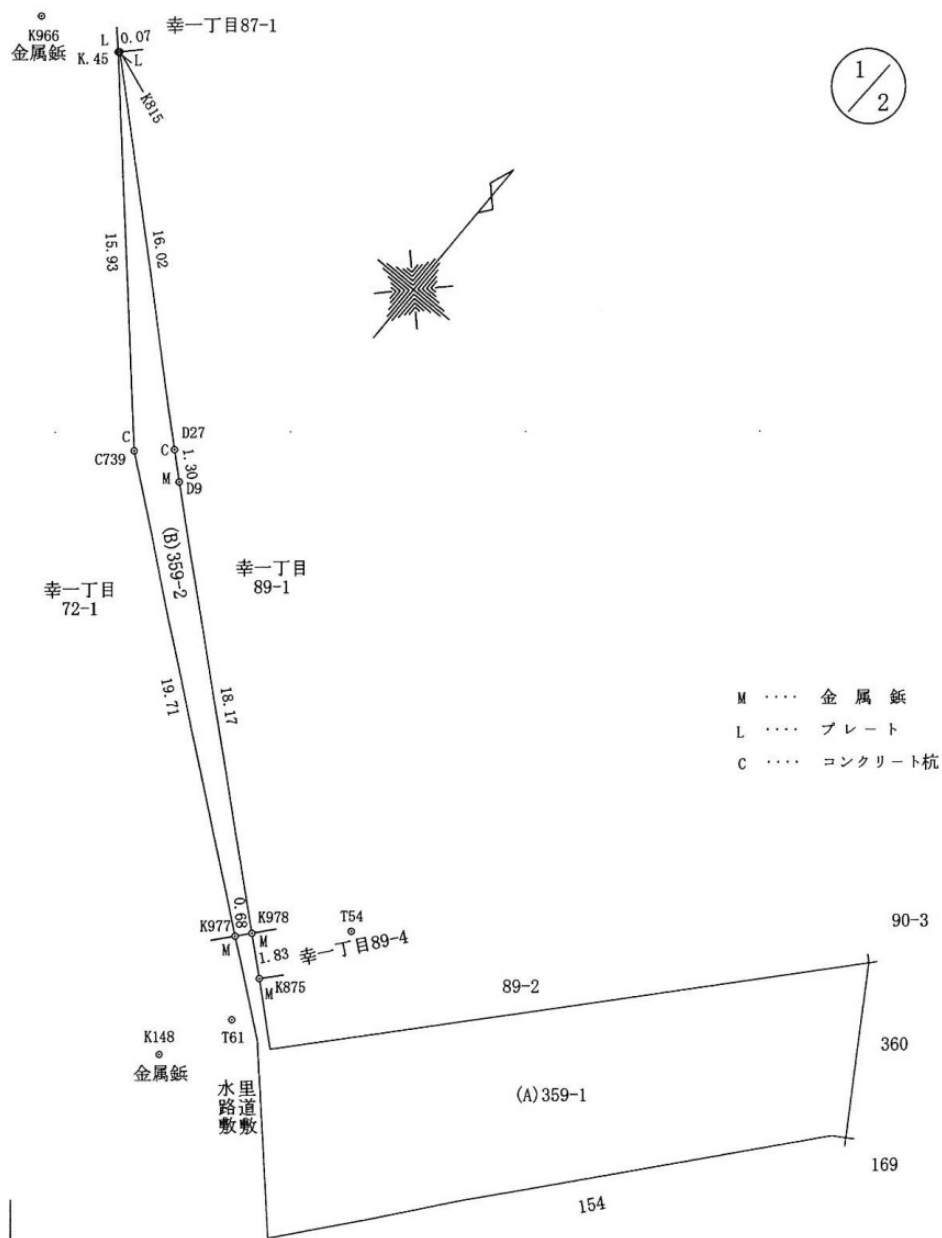 K966
金属鋲
L
0.07
幸一丁目87-1
K.45
L
K815
1/2
15.93
16.02
C
C739
D27
C
1.30
M
D9
(B)359-2
幸一丁目
72-1
幸一丁目
89-1
19.71
18.17
M ‥‥ 金属鋲
L ‥‥ プレート
C ‥‥ コンクリート杭
K977
0.68
K978
M
M
T54
1.83
幸一丁目89-4
K875
M
90-3
89-2
K148
金属鋲
T61
360
水路敷
里道敷
(A)359-1
169
154